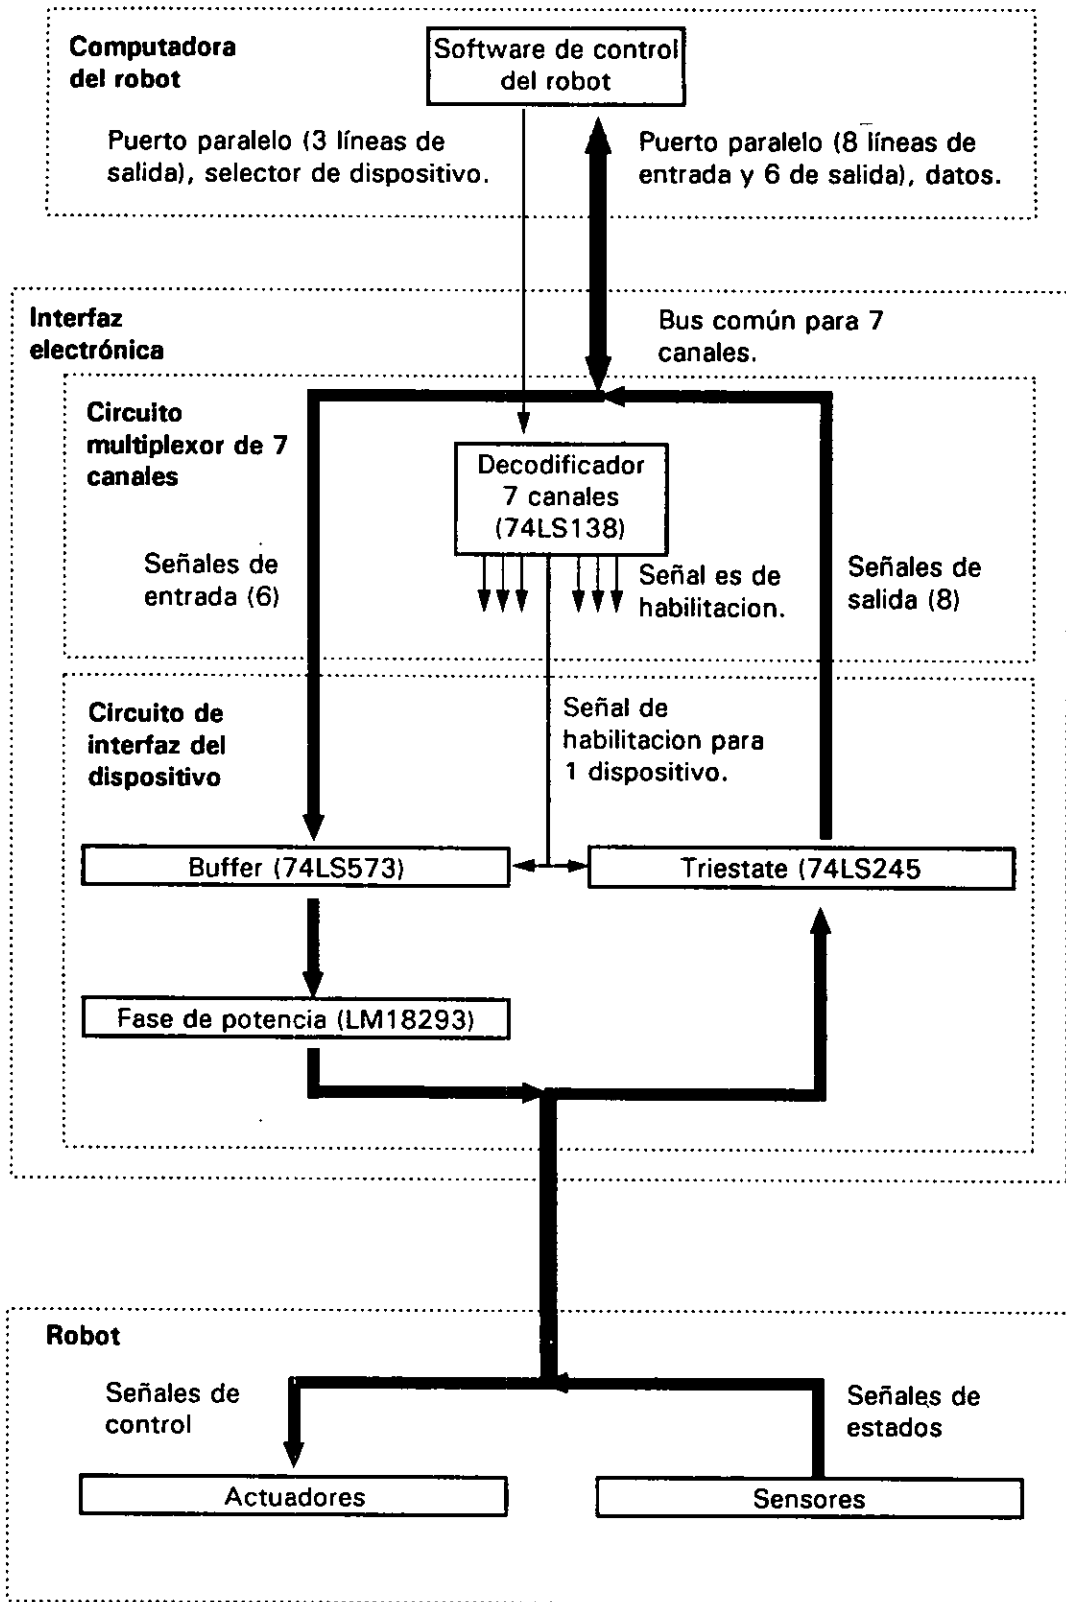 Computadora
del robot
Software de control
del robot
Puerto paralelo (3 líneas de
salida), selector de dispositivo.
Puerto paralelo (8 líneas de
entrada y 6 de salida), datos.
Interfaz
electrónica
Bus común para 7
canales.
Circuito
multiplexor de 7
canales
Decodificador
7 canales
(74LS138)
Señales de
entrada (6)
Señal es de
habilitacion.
Señales de
salida (8)
Circuito de
interfaz del
dispositivo
Señal de
habilitacion para
1 dispositivo.
Buffer (74LS573)
Triestate (74LS245
Fase de potencia (LM18293)
Robot
Señales de
control
Señales de
estados
Actuadores
Sensores